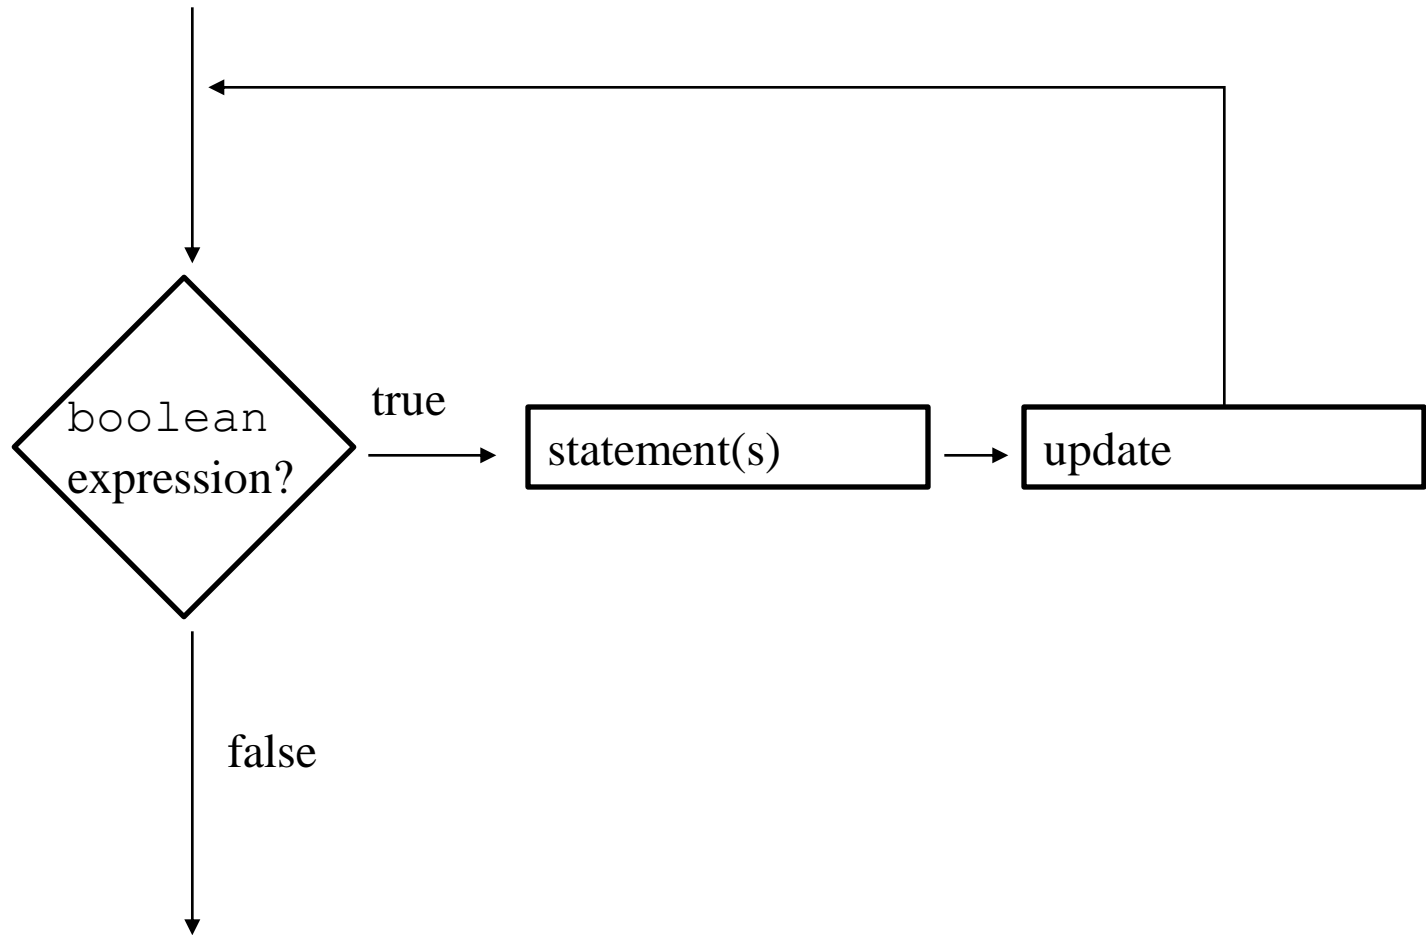 boolean
expression?
true
statement(s)
update
false